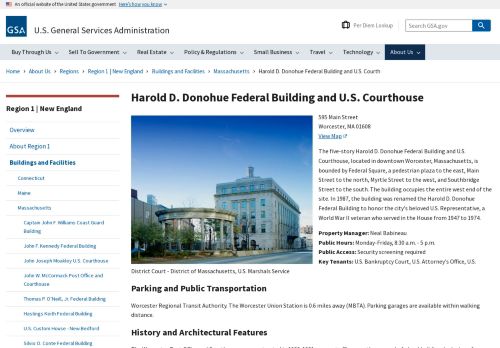 An official website of the United States government Here's how you know
GSA
U.S. General Services Administration
Per Diem Lookup
Search GSA.gov
Buy Through Us
Sell To Government
Real Estate
Policy & Regulations
Small Business
Travel
Technology
About Us
Home > About Us > Regions > Region 1 | New England > Buildings and Facilities > Massachusetts > Harold D. Donohue Federal Building and U.S. Courth
Region 1 | New England
Overview
About Region 1
Buildings and Facilities
Connecticut
Maine
Massachusetts
Captain John F. Williams Coast Guard
Building
John F. Kennedy Federal Building
John Joseph Moakley U.S. Courthouse
John W. McCormack Post Office and
Courthouse
Thomas P. O'Neil, Jr. Federal Building
Hastings Keith Federal Building
U.S. Custom House - New Bedford
Silvio O. Conte Federal Building
Harold D. Donohue Federal Building and U.S. Courthouse
595 Main Street
Worcester, MA 01608
View Map
The five-story Harold D. Donohue Federal Building and U.S.
Courthouse, located in downtown Worcester, Massachusetts, is
bounded by Federal Square, a pedestrian plaza to the east, Main
Street to the north, Myrtle Street to the west, and Southbridge
Street to the south. The building occupies the entire west end of the
site. In 1987, the building was renamed the Harold D. Donohue
Federal Building to honor the city's beloved U.S. Representative, a
World War II veteran who served in the House from 1947 to 1974.
Property Manager: Neal Babineau
Public Hours: Monday-Friday, 8:30 a.m. - 5 p.m.
Public Access: Security screening required
Key Tenants: U.S. Bankruptcy Court, U.S. Attorney's Office, U.S.
District Court - District of Massachusetts, U.S. Marshals Service
Parking and Public Transportation
Worcester Regional Transit Authority. The Worcester Union Station is 0.6 miles away (MBTA). Parking garages are available within walking
distance.
History and Architectural Features